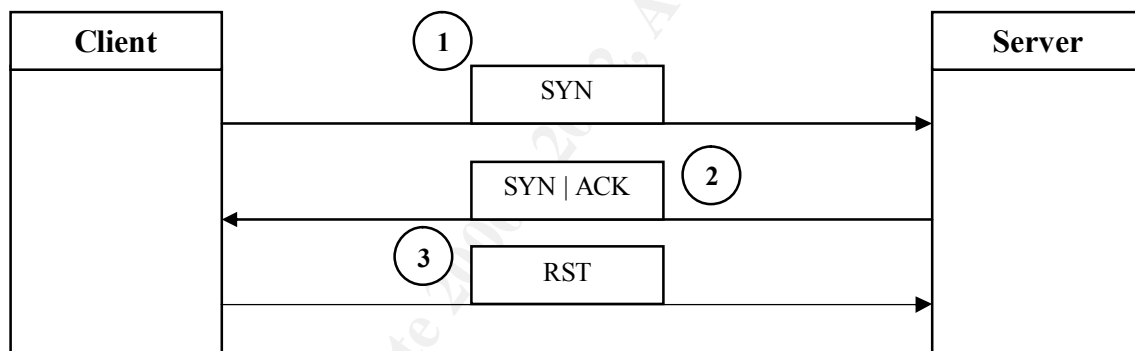 Client
1
Server
SYN
SYN | ACK
2
3
RST